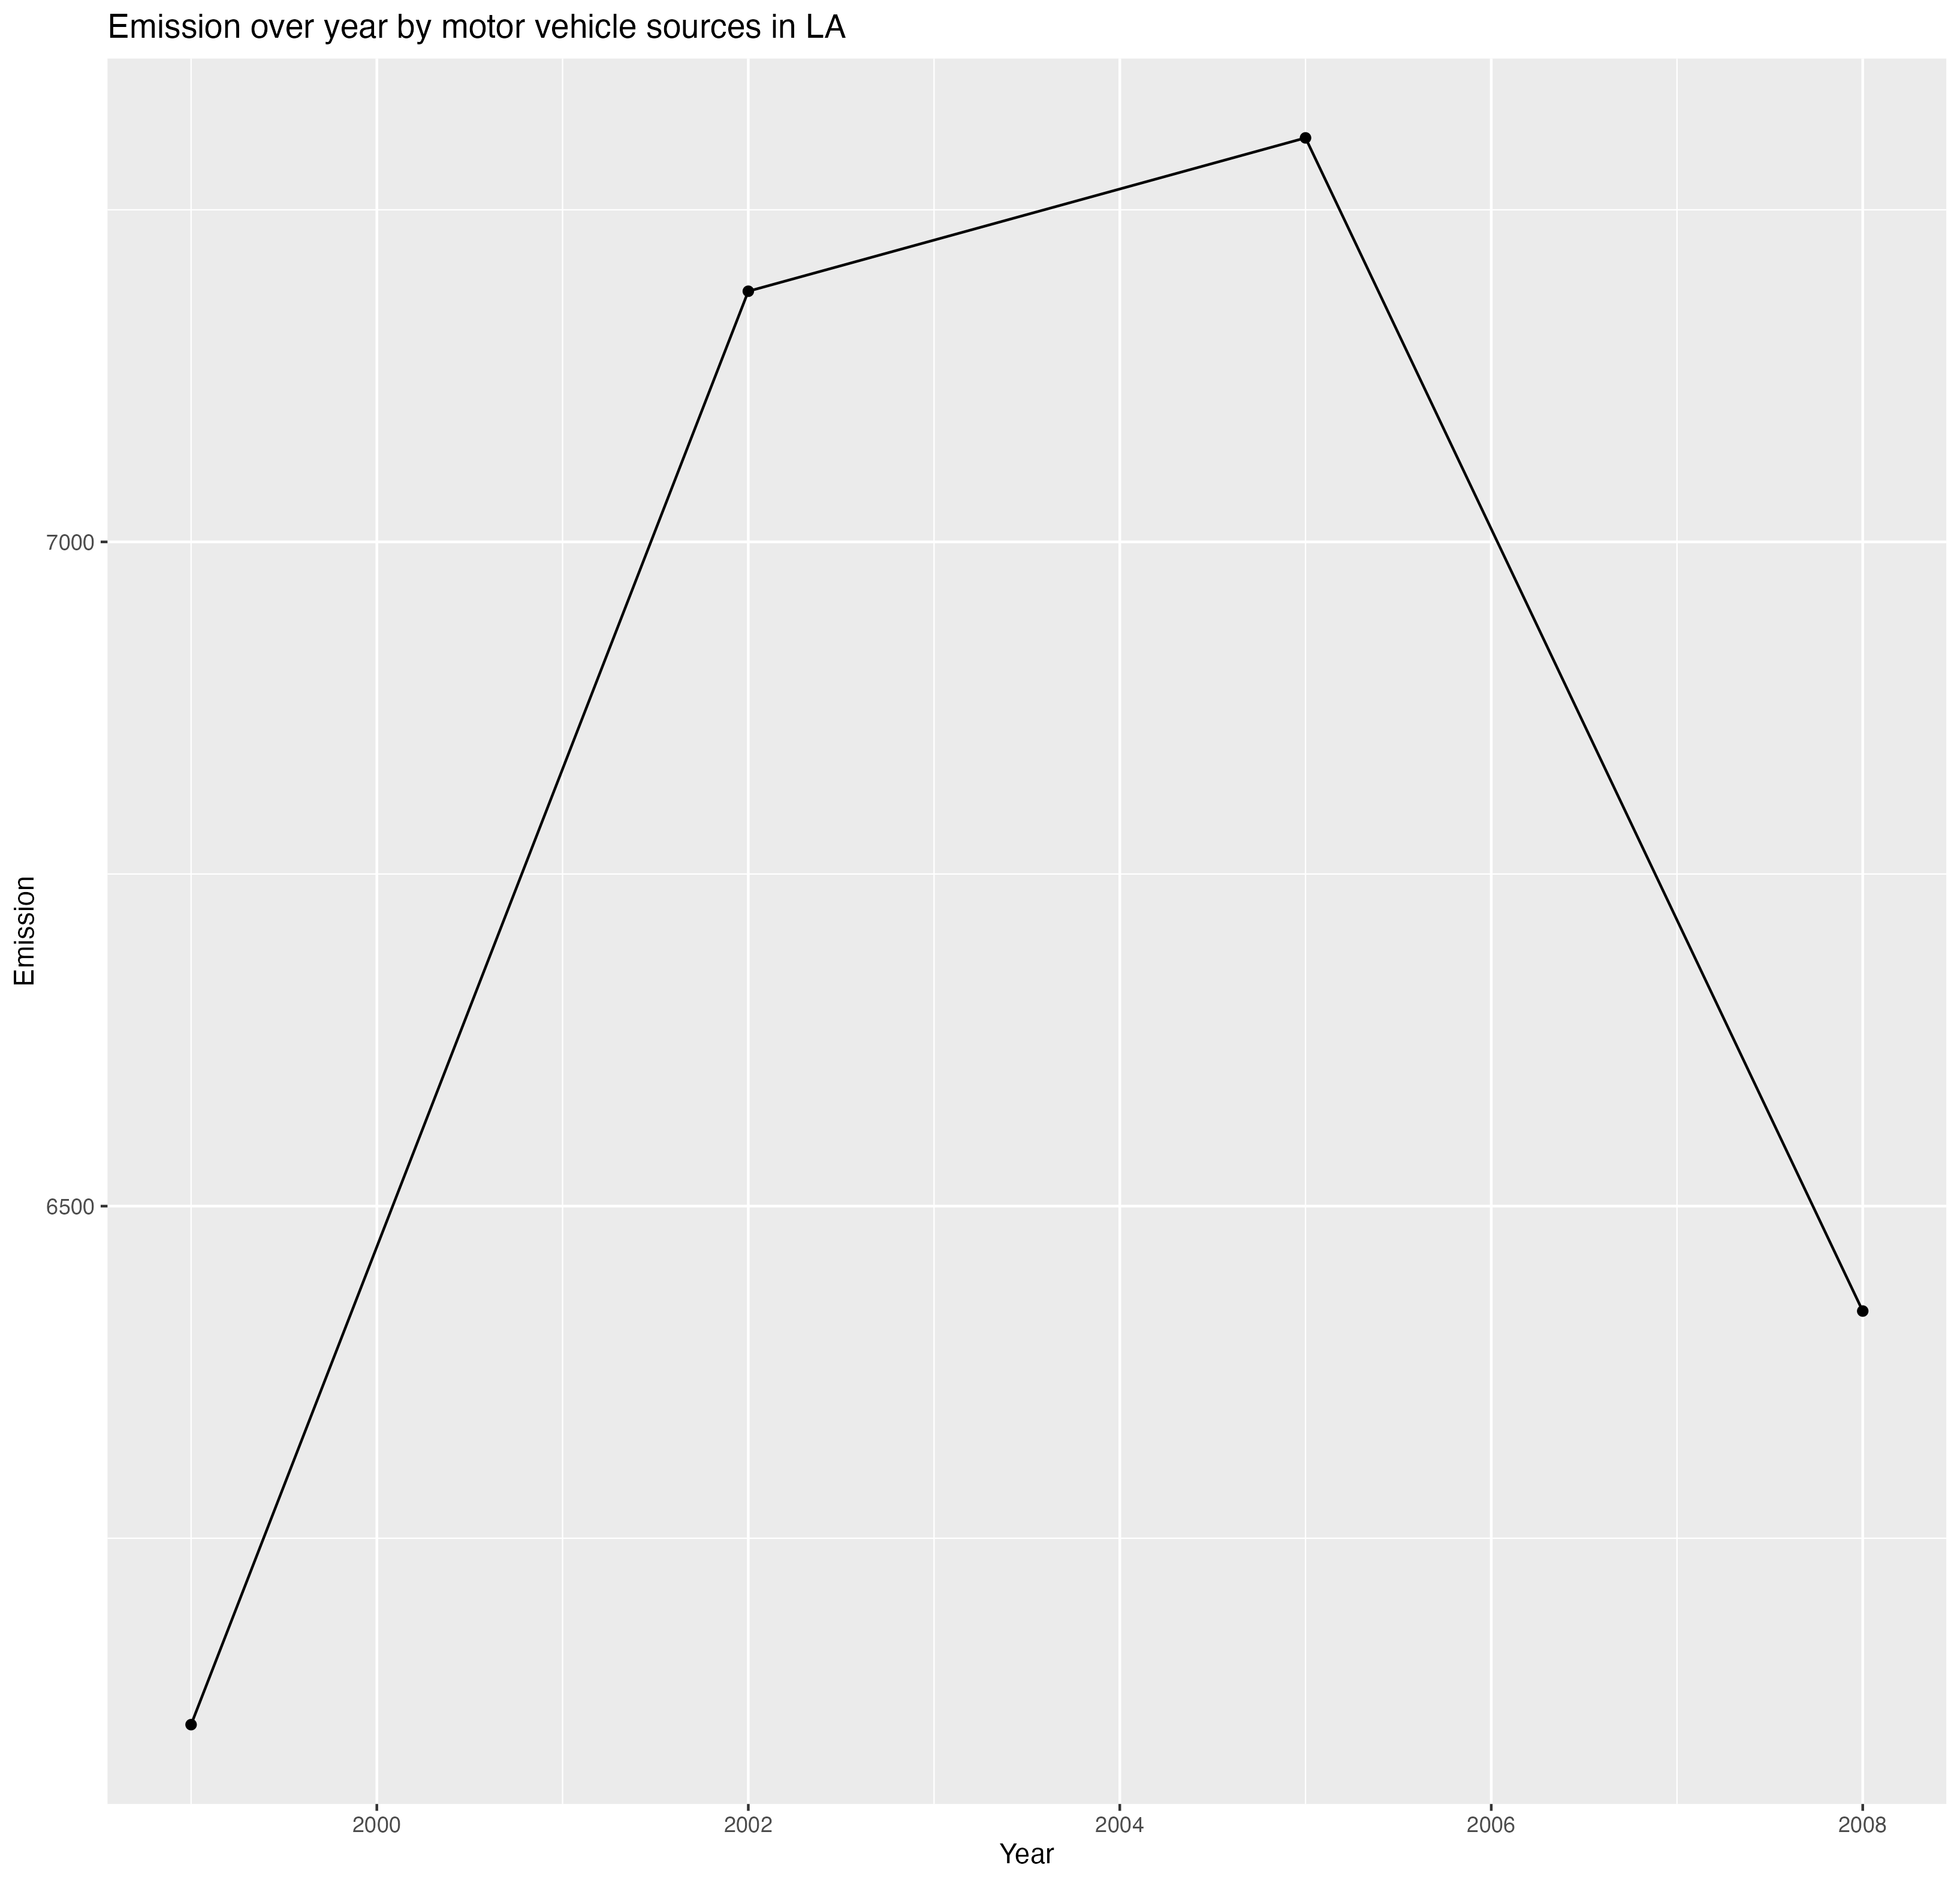 Emission over year by motor vehicle sources in LA
7000
6500
Emission
2000 2002 2004 2006 2008
Year